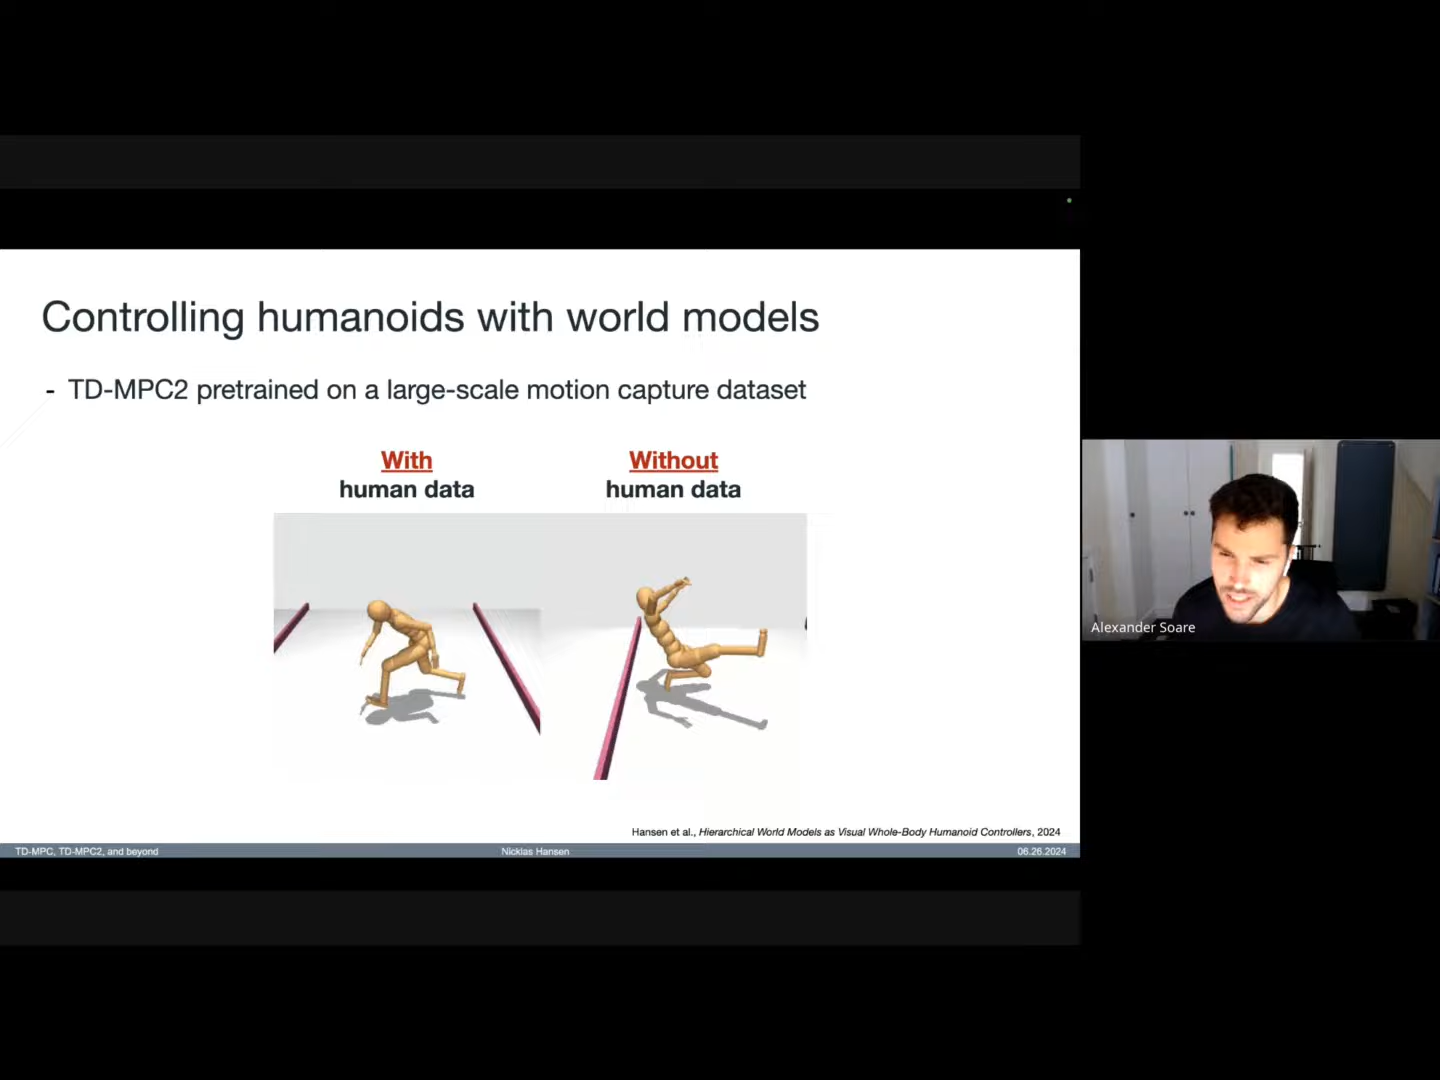 Controlling humanoids with world models
- TD-MPC2 pretrained on a large-scale motion capture dataset
With
human data
Without
human data
Alexander Soare
Hansen et al., Hierarchical World Models as Visual Whole-Body Humanoid Controllers, 2024
TD-MPC, TD-MPC2, and beyond
Nicklas Hansen
06.26.2024